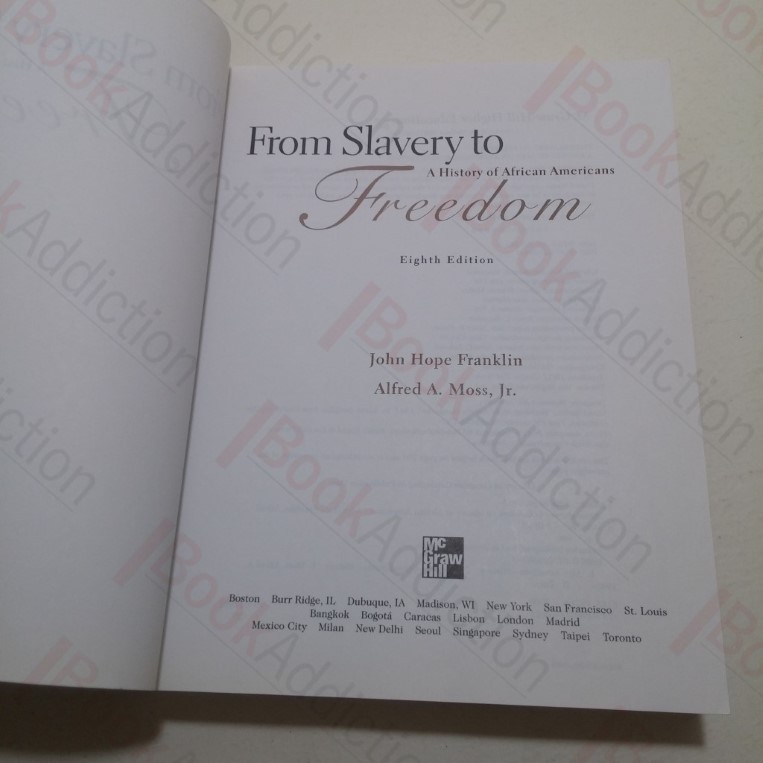 From Slavery to
A History of African Americans
Freedom
Eighth Edition
John Hope Franklin
Alfred A. Moss, Jr.
Mc
Graw
Hill
Boston Burr Ridge, IL Dubuque, IA Madison, WI New York San Francisco St. Louis
Bangkok Bogotá Caracas Lisbon London Madrid
Mexico City Milan New Delhi Seoul Singapore Sydney Taipei Toronto
BookAddiction